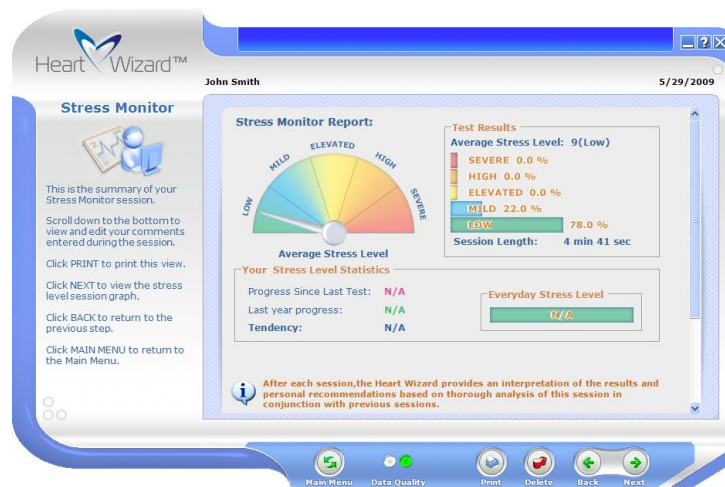 Heart Wizard™
John Smith
5/29/2009
Stress Monitor
This is the summary of your
Stress Monitor session.
Scroll down to the bottom to
view and edit your comments
entered during the session.
Click PRINT to print this view.
Click NEXT to view the stress
level session graph.
Click BACK to return to the
previous step.
Click MAIN MENU to return to
the Main Menu.
Stress Monitor Report:
LOW
MILD
ELEVATED
HIGH
SEVERE
Average Stress Level
Test Results
Average Stress Level: 9(Low)
SEVERE 0.0 %
HIGH 0.0 %
ELEVATED 0.0 %
MILD 22.0 %
LOW 78.0 %
Session Length: 4 min 41 sec
Your Stress Level Statistics
Progress Since Last Test: N/A
Last year progress: N/A
Tendency: N/A
Everyday Stress Level
N/A
After each session,the Heart Wizard provides an interpretation of the results and
personal recommendations based on thorough analysis of this session in
conjunction with previous sessions.
Main Menu
Data Quality
Print
Delete
Back
Next